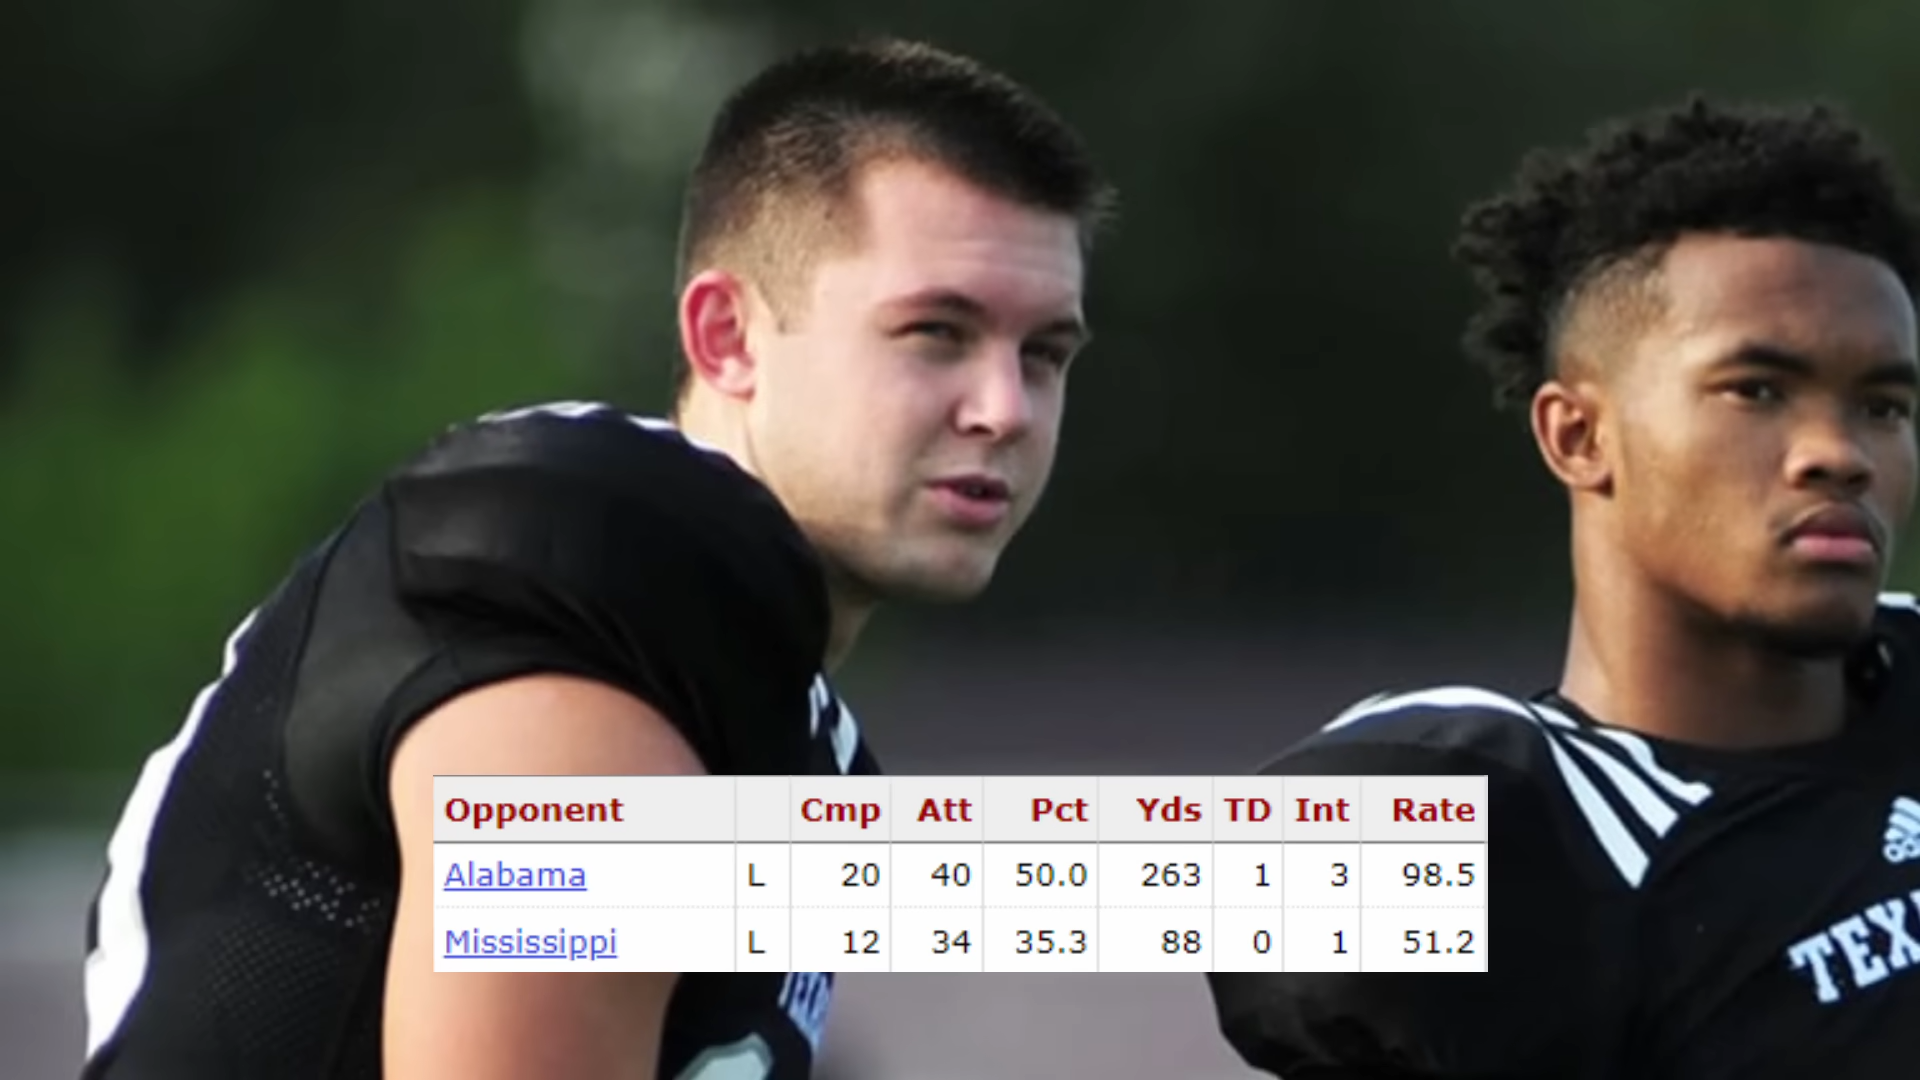 Opponent Cmp Att Pct Yds TD Int Rate
Alabama L 20 40 50.0 263 1 3 98.5
Mississippi L 12 34 35.3 88 0 1 51.2
TEX